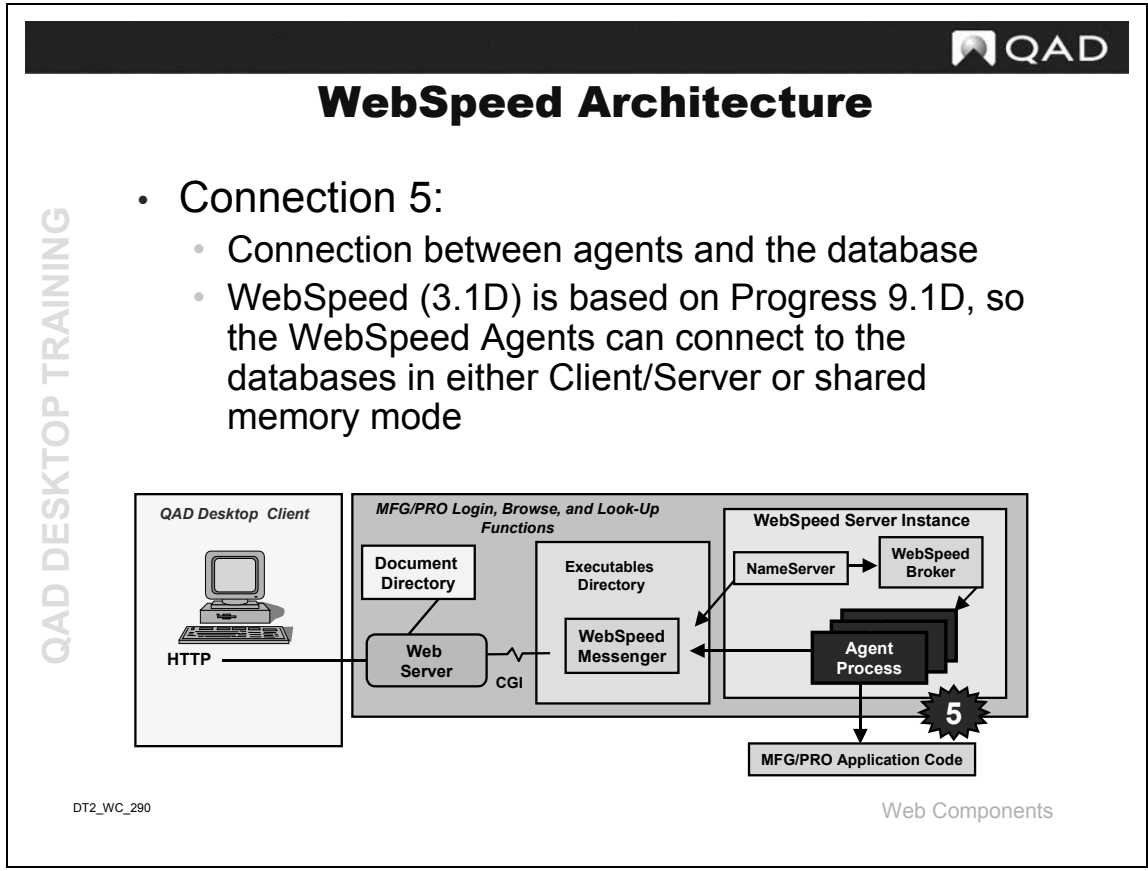 QAD
WebSpeed Architecture
QAD DESKTOP TRAINING
• Connection 5:
• Connection between agents and the database
• WebSpeed (3.1D) is based on Progress 9.1D, so
the WebSpeed Agents can connect to the
databases in either Client/Server or shared
memory mode
QAD Desktop Client
HTTP
MFG/PRO Login, Browse, and Look-Up
Functions
Document
Directory
Web
Server
CGI
Executables
Directory
WebSpeed
Messenger
WebSpeed Server Instance
NameServer
WebSpeed
Broker
Agent
Process
5
MFG/PRO Application Code
DT2_WC_290
Web Components